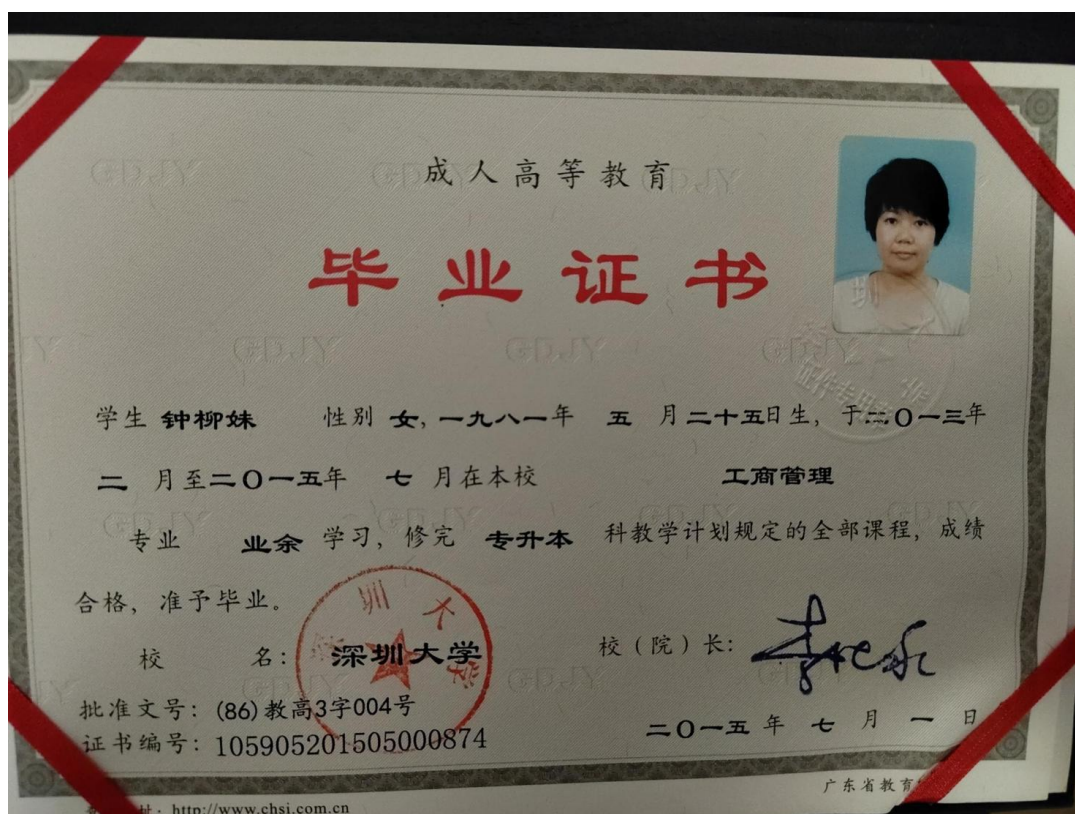 成人高等教育
毕业证书
学生 钟柳妹 性别 女，一九八一年 五 月二十五日生，于二〇一三年
二 月至二〇一五年 七 月在本校 工商管理
专业 业余 学习，修完 专升本 科教学计划规定的全部课程，成绩
合格，准予毕业。
校 名：深圳大学
校（院）长：
批准文号：(86)教高3字004号
证书编号：105905201505000874
二〇一五年 七 月 一 日
广东省教育
http://www.chsi.com.cn
GDJY
证件专用章